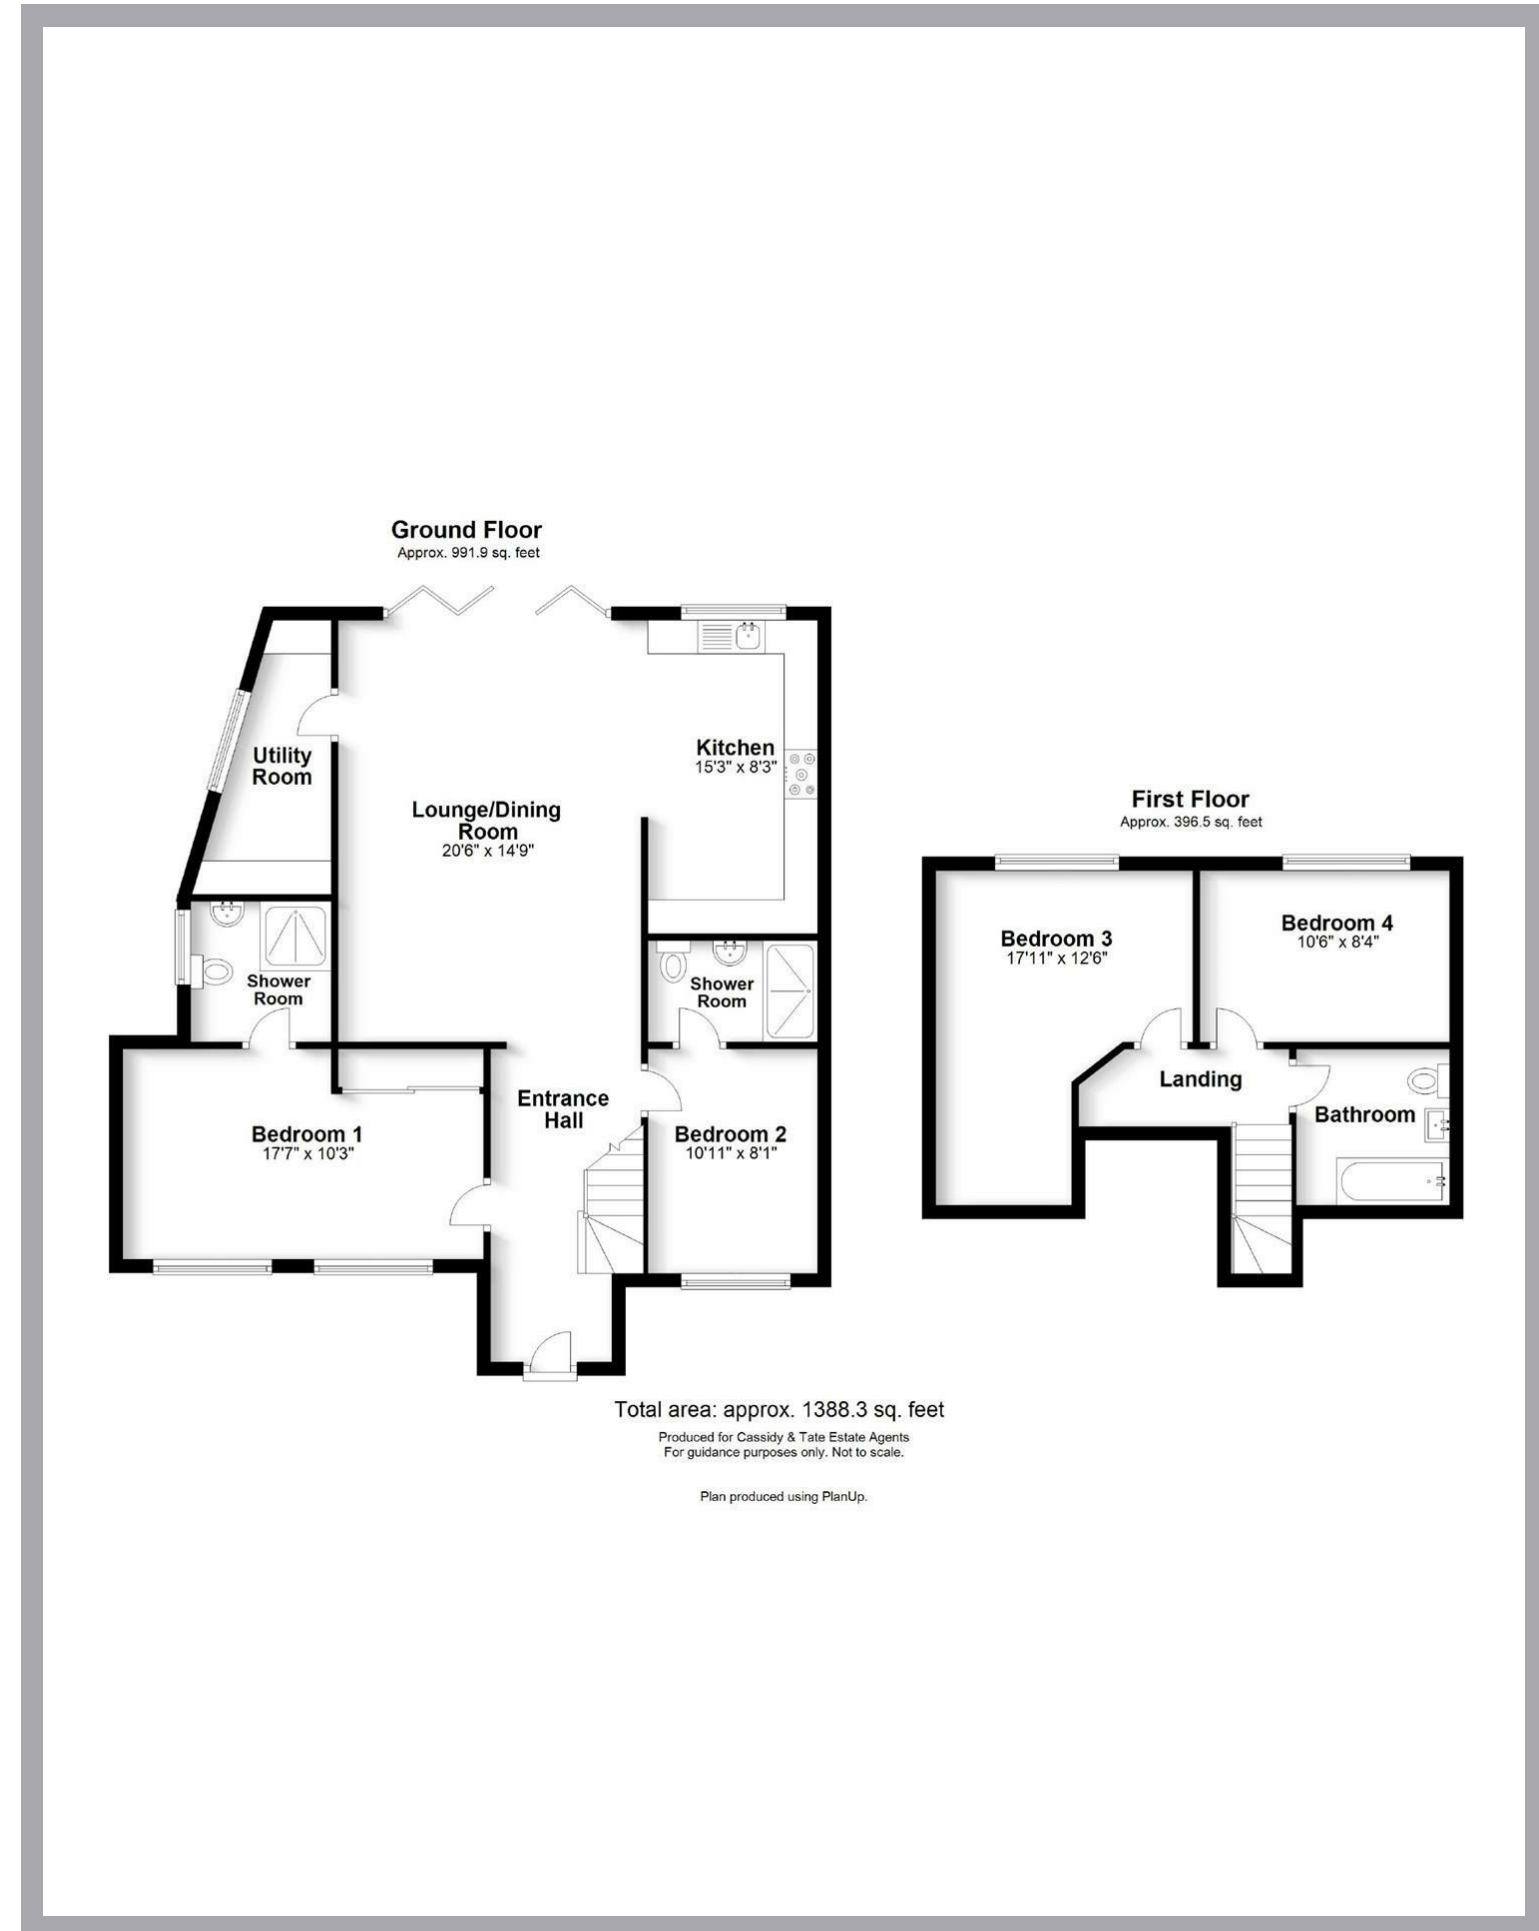 Ground Floor
Approx. 991.9 sq. feet
Utility
Room
Kitchen
15'3" x 8'3"
Lounge/Dining
Room
20'6" x 14'9"
Shower
Room
Shower
Room
Entrance
Hall
Bedroom 1
17'7" x 10'3"
Bedroom 2
10'11" x 8'1"
First Floor
Approx. 396.5 sq. feet
Bedroom 3
17'11" x 12'6"
Bedroom 4
10'6" x 8'4"
Landing
Bathroom
Total area: approx. 1388.3 sq. feet
Produced for Cassidy & Tate Estate Agents
For guidance purposes only. Not to scale.
Plan produced using PlanUp.